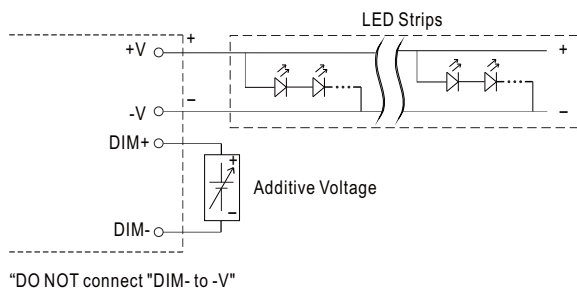 LED Strips
+V
+
+
-V
−
−
DIM+
+
Additive Voltage
−
DIM-
“DO NOT connect "DIM- to -V"